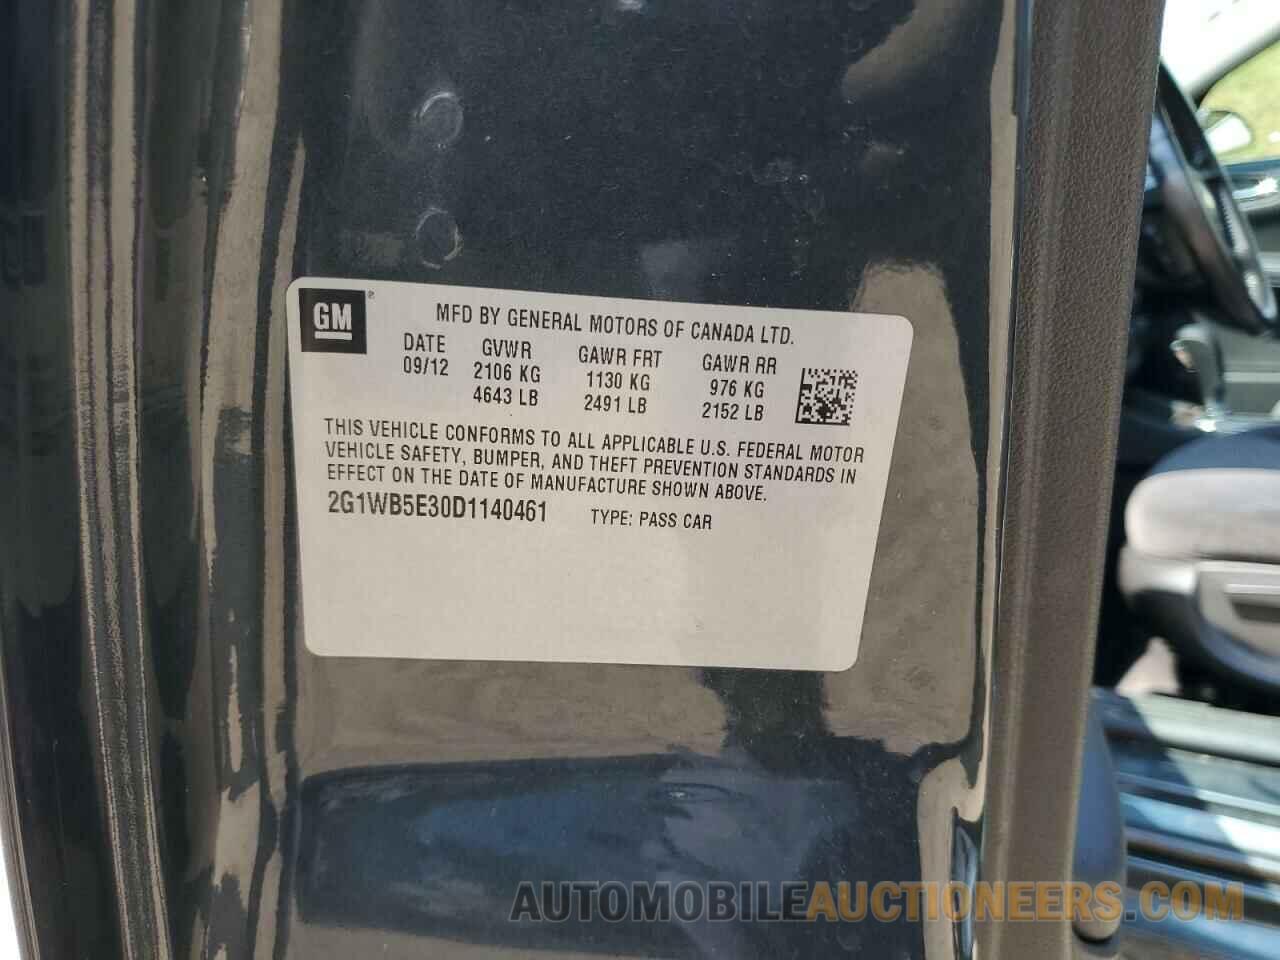 GM®
MFD BY GENERAL MOTORS OF CANADA LTD.
DATE GVWR GAWR FRT GAWR RR
09/12 2106 KG 1130 KG 976 KG
4643 LB 2491 LB 2152 LB
THIS VEHICLE CONFORMS TO ALL APPLICABLE U.S. FEDERAL MOTOR
VEHICLE SAFETY, BUMPER, AND THEFT PREVENTION STANDARDS IN
EFFECT ON THE DATE OF MANUFACTURE SHOWN ABOVE.
2G1WB5E30D1140461 TYPE: PASS CAR
AUTOMOBILEAUCTIONEERS.COM